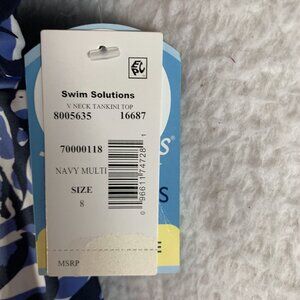 Swim Solutions
V NECK TANKINI TOP
8005635 16687
70000118
NAVY MULTI
SIZE
8
MSRP